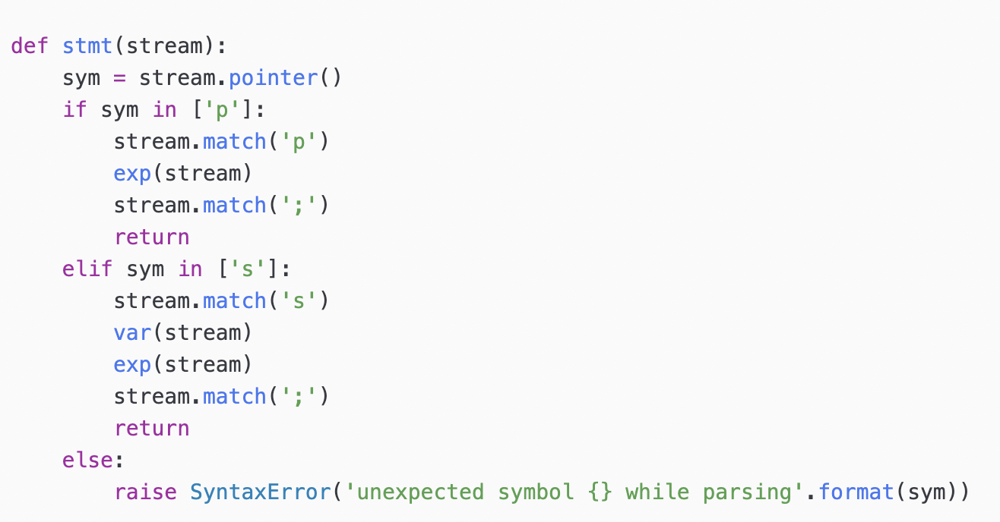 def stmt(stream):
    sym = stream.pointer()
    if sym in ['p']:
        stream.match('p')
        exp(stream)
        stream.match(';')
        return
    elif sym in ['s']:
        stream.match('s')
        var(stream)
        exp(stream)
        stream.match(';')
        return
    else:
        raise SyntaxError('unexpected symbol {} while parsing'.format(sym))